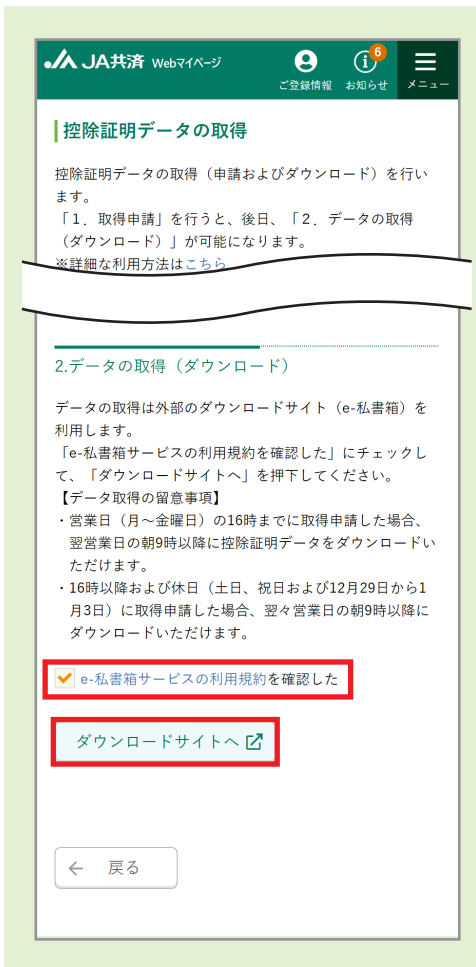 JA共済 Webマイページ
ご登録情報
6
お知らせ
メニュー
控除証明データの取得
控除証明データの取得（申請およびダウンロード）を行い
ます。
「１．取得申請」を行うと、後日、「２．データの取得
（ダウンロード）」が可能になります。
※詳細な利用方法はこちら
2.データの取得（ダウンロード）
データの取得は外部のダウンロードサイト（e-私書箱）を
利用します。
「e-私書箱サービスの利用規約を確認した」にチェックし
て、「ダウンロードサイトへ」を押下してください。
【データ取得の留意事項】
・営業日（月～金曜日）の16時までに取得申請した場合、
翌営業日の朝9時以降に控除証明データをダウンロードい
ただけます。
・16時以降および休日（土日、祝日および12月29日から1
月3日）に取得申請した場合、翌々営業日の朝9時以降に
ダウンロードいただけます。
e-私書箱サービスの利用規約を確認した
ダウンロードサイトへ
← 戻る